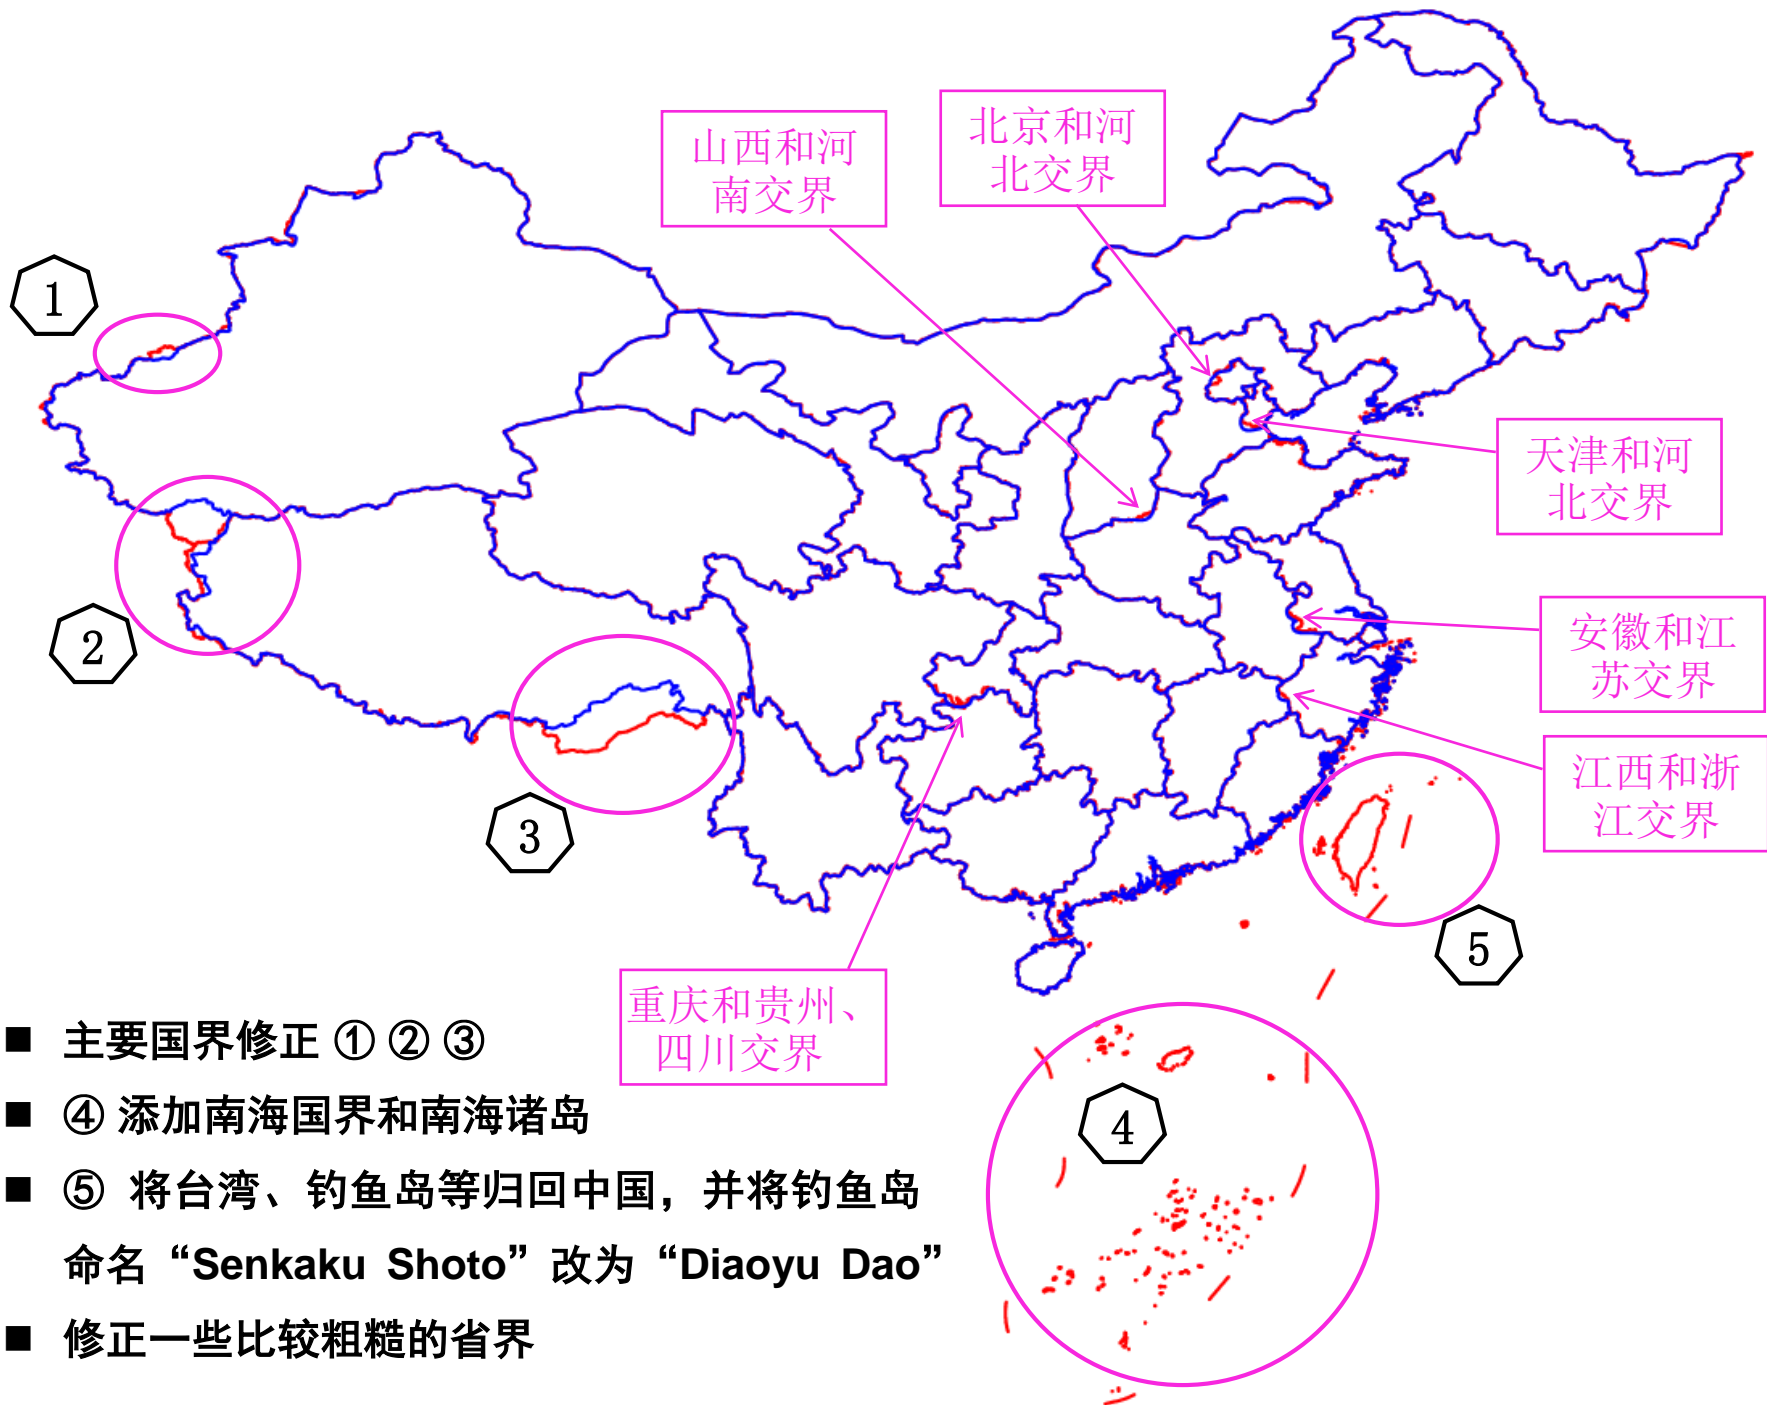 山西和河
南交界
北京和河
北交界
1
天津和河
北交界
2
安徽和江
苏交界
江西和浙
江交界
3
5
重庆和贵州、
四川交界
4
■ 主要国界修正 ① ② ③
■ ④ 添加南海国界和南海诸岛
■ ⑤ 将台湾、钓鱼岛等归回中国，并将钓鱼岛
命名“Senkaku Shoto”改为“Diaoyu Dao”
■ 修正一些比较粗糙的省界